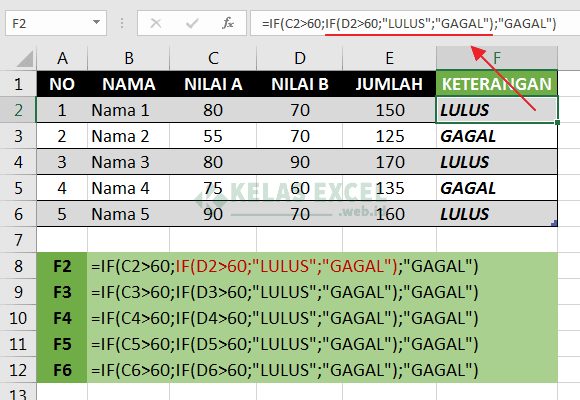 F2 =IF(C2>60;IF(D2>60;"LULUS";"GAGAL");"GAGAL")
A B C D E F
1 NO NAMA NILAI A NILAI B JUMLAH KETERANGAN
2 1 Nama 1 80 70 150 LULUS
3 2 Nama 2 55 70 125 GAGAL
4 3 Nama 3 80 90 170 LULUS
5 4 Nama 4 75 60 135 GAGAL
6 5 Nama 5 90 70 160 LULUS
KELAS EXCEL
.web.id
7
8 F2 =IF(C2>60;IF(D2>60;"LULUS";"GAGAL");"GAGAL")
9 F3 =IF(C3>60;IF(D3>60;"LULUS";"GAGAL");"GAGAL")
10 F4 =IF(C4>60;IF(D4>60;"LULUS";"GAGAL");"GAGAL")
11 F5 =IF(C5>60;IF(D5>60;"LULUS";"GAGAL");"GAGAL")
12 F6 =IF(C6>60;IF(D6>60;"LULUS";"GAGAL");"GAGAL")
13